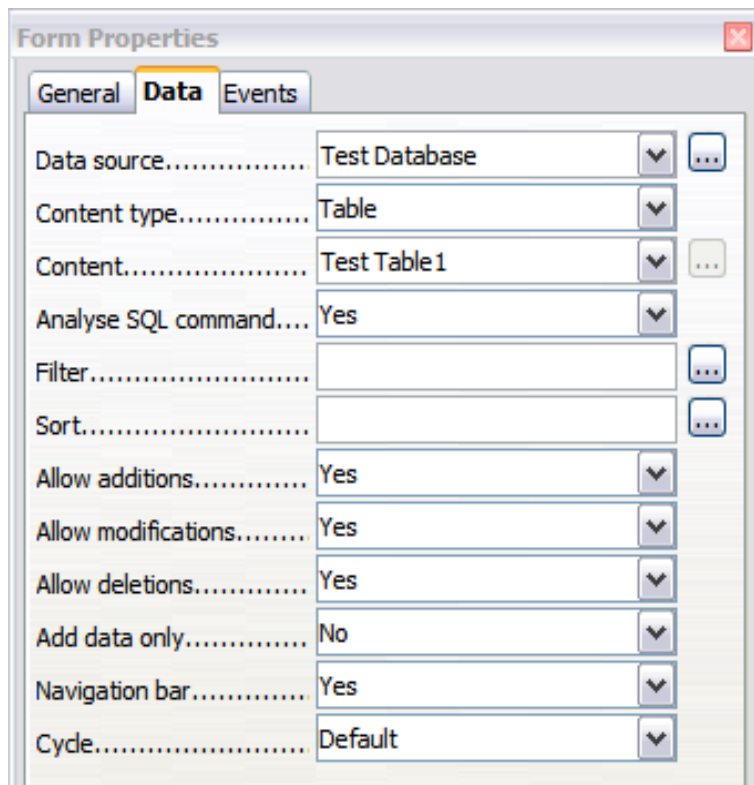 Form Properties
General Data Events
Data source................. Test Database ...
Content type............... Table
Content..................... Test Table1 ...
Analyse SQL command.... Yes
Filter......................... ...
Sort.......................... ...
Allow additions............. Yes
Allow modifications........ Yes
Allow deletions............. Yes
Add data only.............. No
Navigation bar............. Yes
Cycle........................ Default